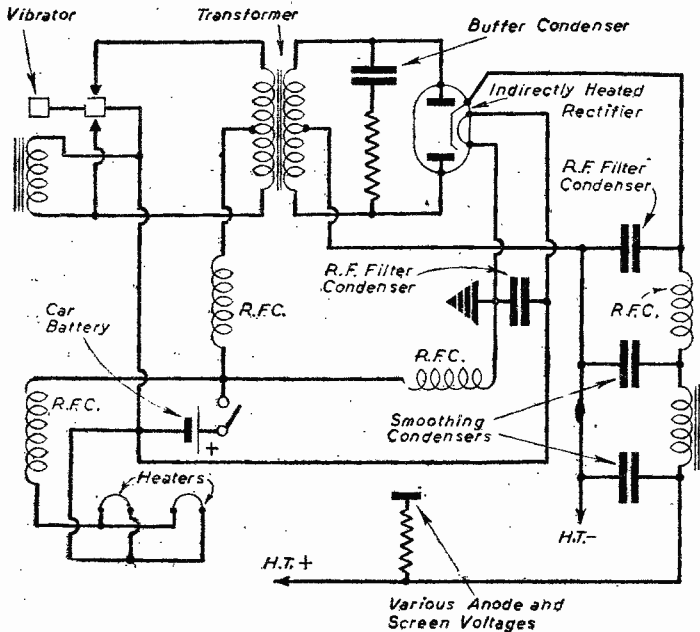 Vibrator
Transformer
Buffer Condenser
Indirectly Heated
Rectifier
R.F. Filter
Condenser
R.F. Filter
Condenser
R.F.C.
R.F.C.
Car
Battery
R.F.C.
R.F.C.
+
Smoothing
Condensers
Heaters
H.T.-
H.T. +
Various Anode and
Screen Voltages